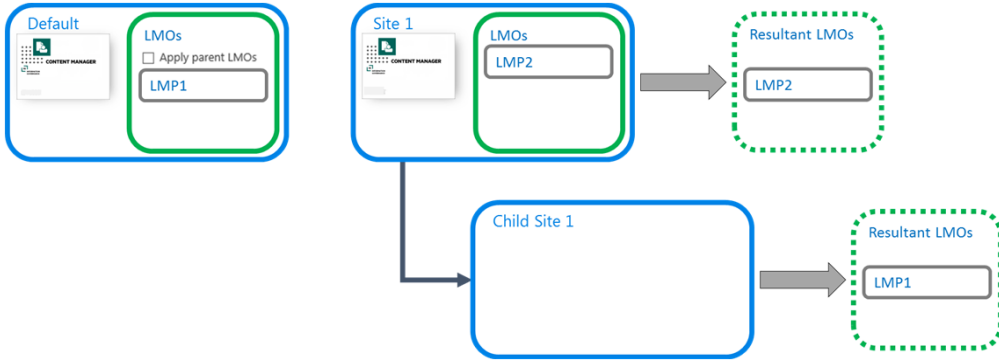 Default
CONTENT MANAGER
LMOs
Apply parent LMOs
LMP1
Site 1
CONTENT MANAGER
LMOs
LMP2
Resultant LMOs
LMP2
Child Site 1
Resultant LMOs
LMP1